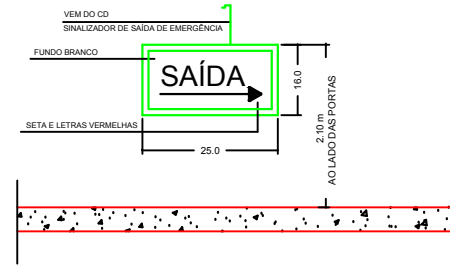 VEM DO CD
SINALIZADOR DE SAÍDA DE EMERGÊNCIA
FUNDO BRANCO
SAÍDA
SETA E LETRAS VERMELHAS
25.0
16.0
2.10 m
AO LADO DAS PORTAS